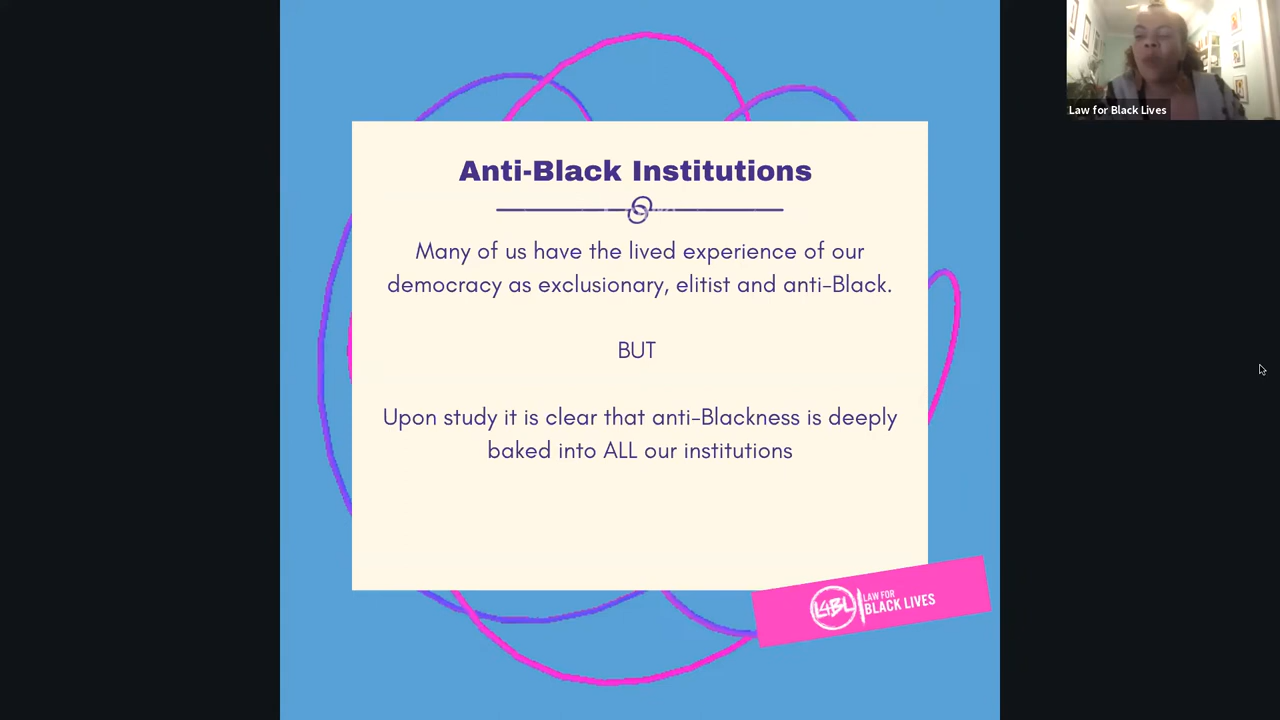 Law for Black Lives
Anti-Black Institutions
Many of us have the lived experience of our
democracy as exclusionary, elitist and anti-Black.
BUT
Upon study it is clear that anti-Blackness is deeply
baked into ALL our institutions
L4BL
LAW FOR
BLACK LIVES